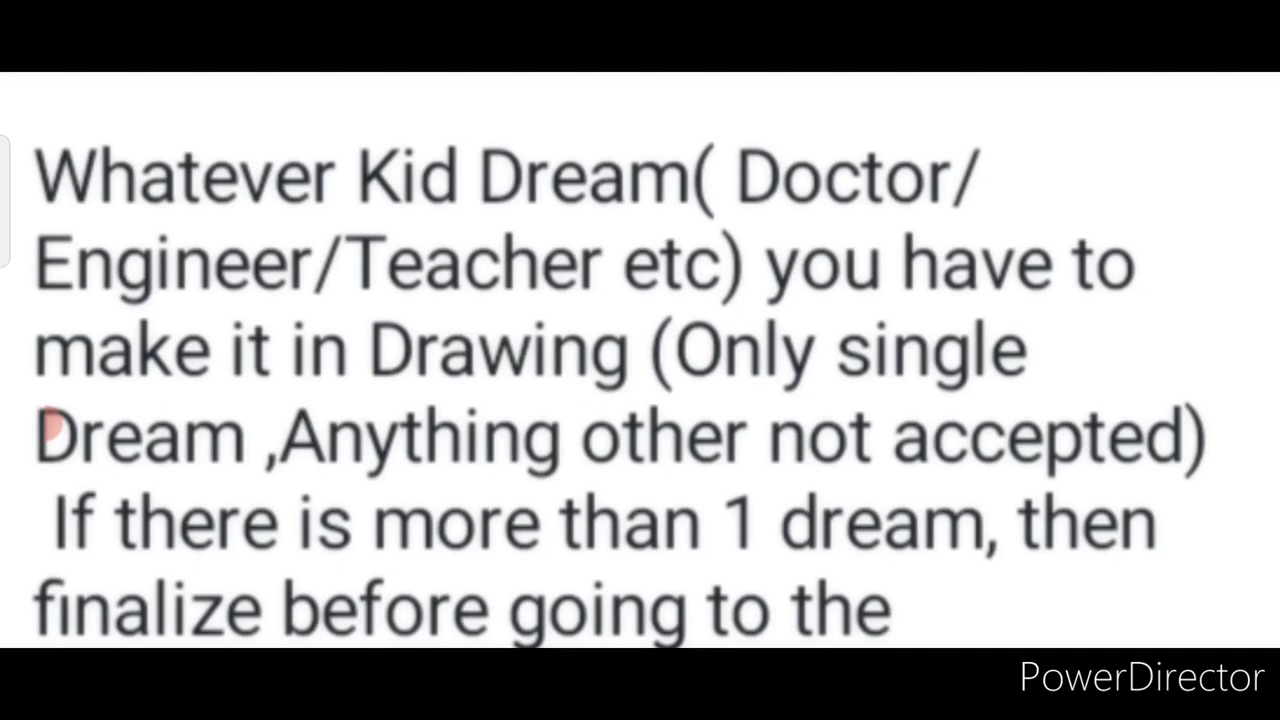 Whatever Kid Dream( Doctor/
Engineer/Teacher etc) you have to
make it in Drawing (Only single
Dream ,Anything other not accepted)
If there is more than 1 dream, then
finalize before going to the
PowerDirector